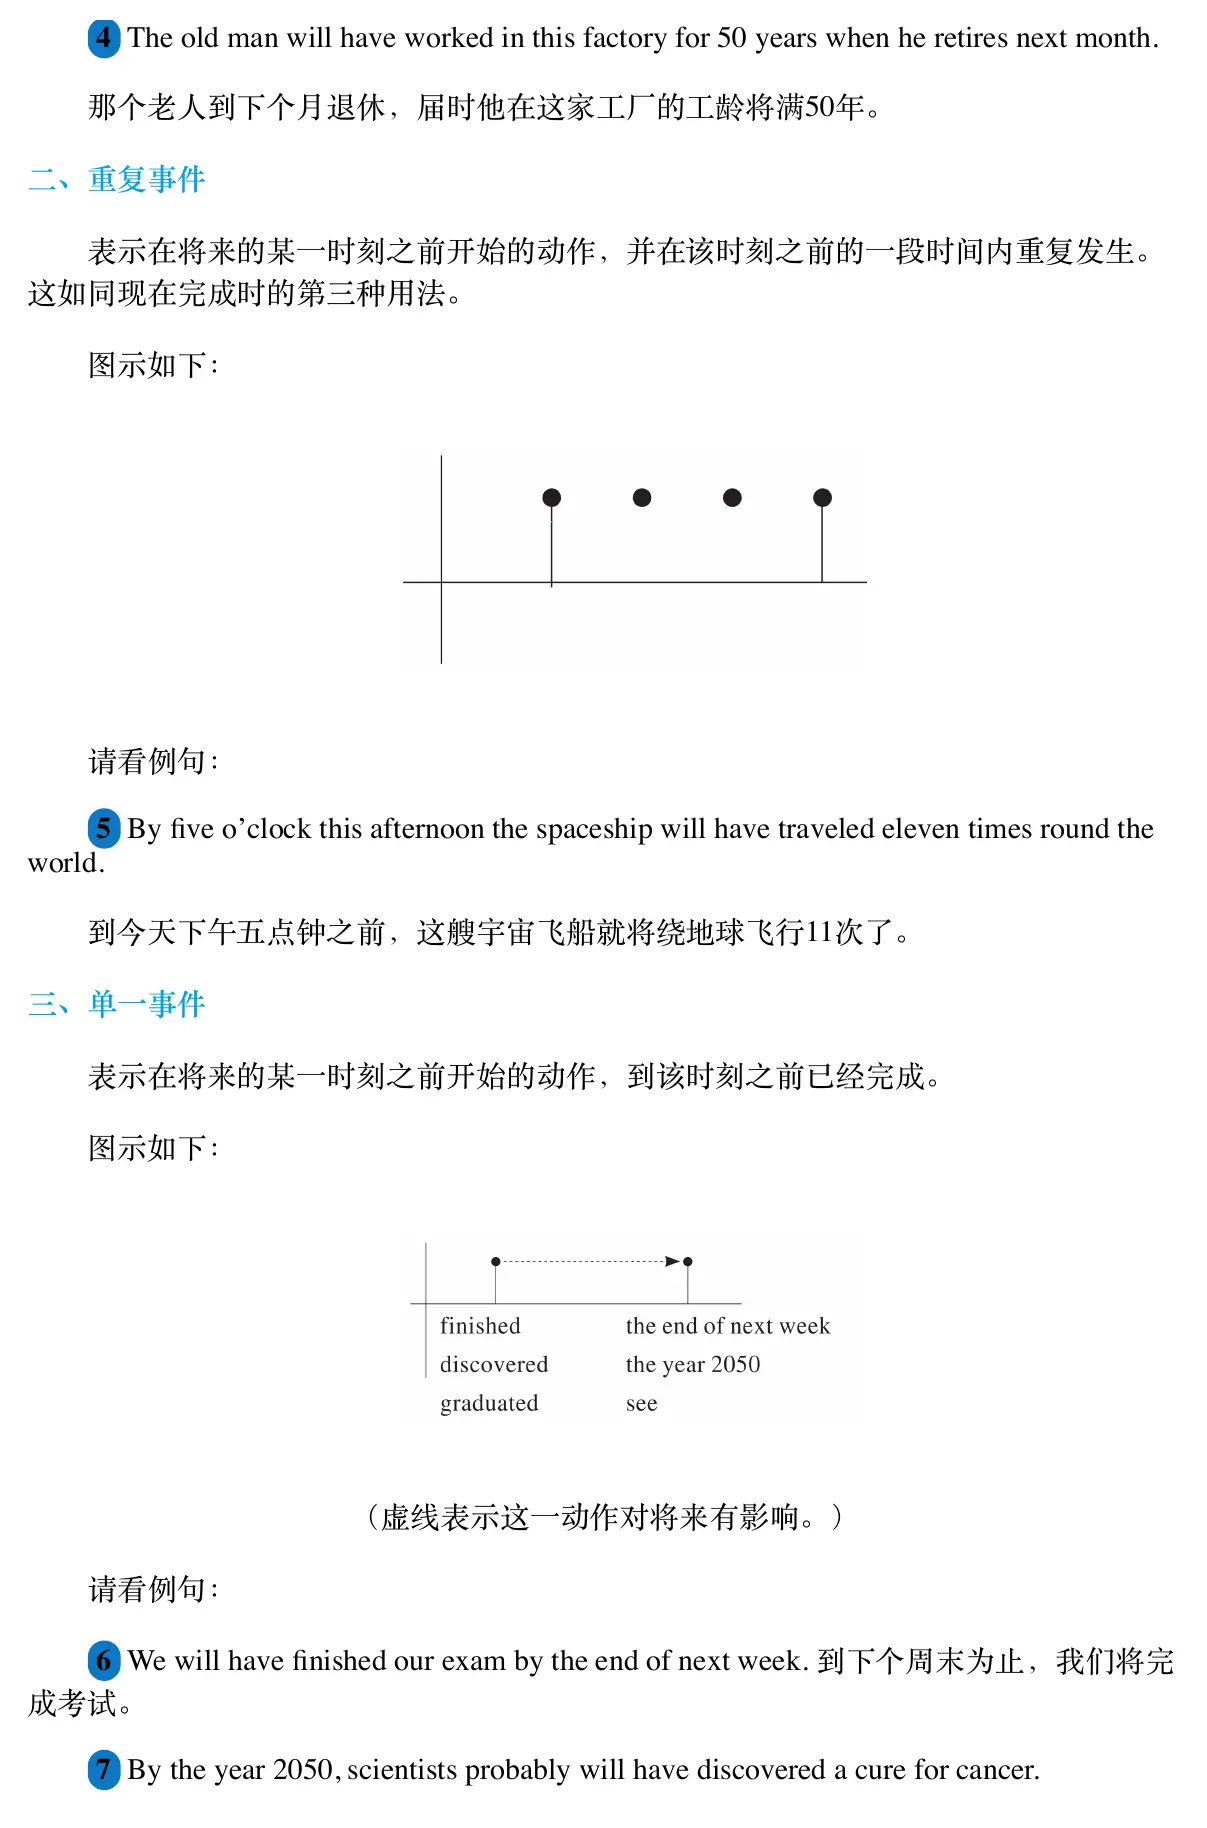 4 The old man will have worked in this factory for 50 years when he retires next month.
那个老人到下个月退休，届时他在这家工厂的工龄将满50年。
二、重复事件
表示在将来的某一时刻之前开始的动作，并在该时刻之前的一段时间内重复发生。
这如同现在完成时的第三种用法。
图示如下：
请看例句：
5 By five o’clock this afternoon the spaceship will have traveled eleven times round the
world.
到今天下午五点钟之前，这艘宇宙飞船就将绕地球飞行11次了。
三、单一事件
表示在将来的某一时刻之前开始的动作，到该时刻之前已经完成。
图示如下：
finished the end of next week
discovered the year 2050
graduated see
（虚线表示这一动作对将来有影响。）
请看例句：
6 We will have finished our exam by the end of next week. 到下个周末为止，我们将完
成考试。
7 By the year 2050, scientists probably will have discovered a cure for cancer.